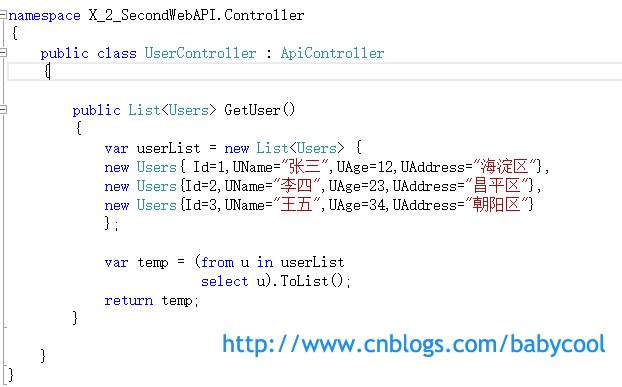 namespace X_2_SecondWebAPI.Controller
{
public class UserController : ApiController
{
public List<Users> GetUser()
{
var userList = new List<Users> {
new Users{ Id=1,UName="张三",UAge=12,UAddress="海淀区"},
new Users{Id=2,UName="李四",UAge=23,UAddress="昌平区"},
new Users{Id=3,UName="王五",UAge=34,UAddress="朝阳区"}
};
var temp = (from u in userList
select u).ToList();
return temp;
}
http://www.cnblogs.com/babycool
}
}